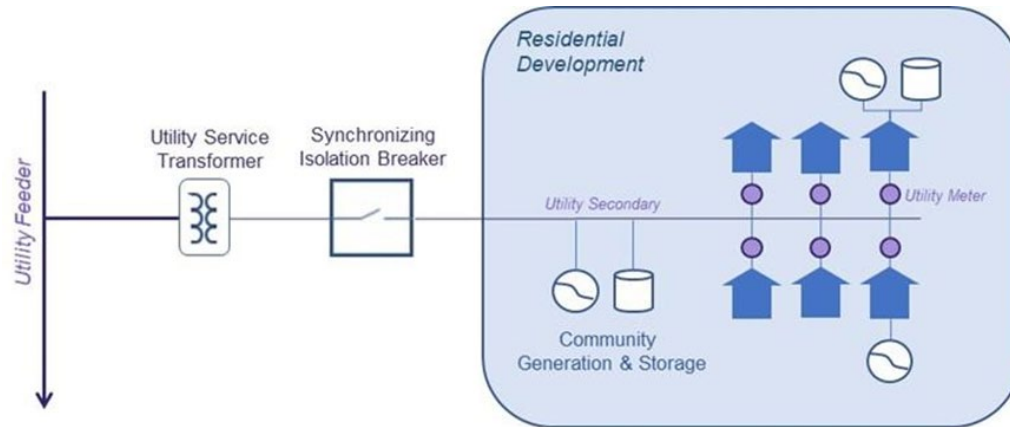 Residential
Development
Utility Service
Transformer
Synchronizing
Isolation Breaker
Utility Feeder
Utility Secondary
Utility Meter
Community
Generation & Storage